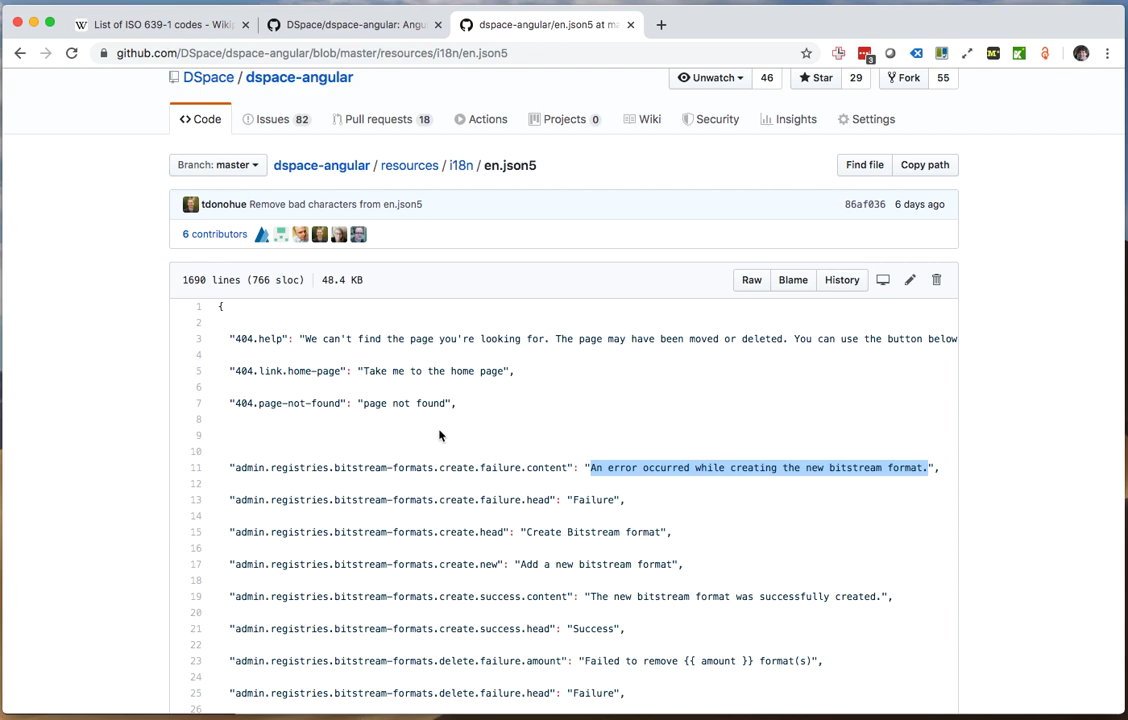 List of ISO 639-1 codes - Wiki
DSpace/dspace-angular: Angu
dspace-angular/en.json5 at ma
github.com/DSpace/dspace-angular/blob/master/resources/i18n/en.json5
3
DSpace / dspace-angular
Unwatch 46 Star 29 Fork 55
Code Issues 82 Pull requests 18 Actions Projects 0 Wiki Security Insights Settings
Branch: master dspace-angular / resources / i18n / en.json5 Find file Copy path
tdonohue Remove bad characters from en.json5 86af036 6 days ago
6 contributors
1690 lines (766 sloc) 48.4 KB Raw Blame History
1 {
2
3 "404.help": "We can't find the page you're looking for. The page may have been moved or deleted. You can use the button below
4
5 "404.link.home-page": "Take me to the home page",
6
7 "404.page-not-found": "page not found",
8
9
10
11 "admin.registries.bitstream-formats.create.failure.content": "An error occurred while creating the new bitstream format.",
12
13 "admin.registries.bitstream-formats.create.failure.head": "Failure",
14
15 "admin.registries.bitstream-formats.create.head": "Create Bitstream format",
16
17 "admin.registries.bitstream-formats.create.new": "Add a new bitstream format",
18
19 "admin.registries.bitstream-formats.create.success.content": "The new bitstream format was successfully created.",
20
21 "admin.registries.bitstream-formats.create.success.head": "Success",
22
23 "admin.registries.bitstream-formats.delete.failure.amount": "Failed to remove {{ amount }} format(s)",
24
25 "admin.registries.bitstream-formats.delete.failure.head": "Failure",
26